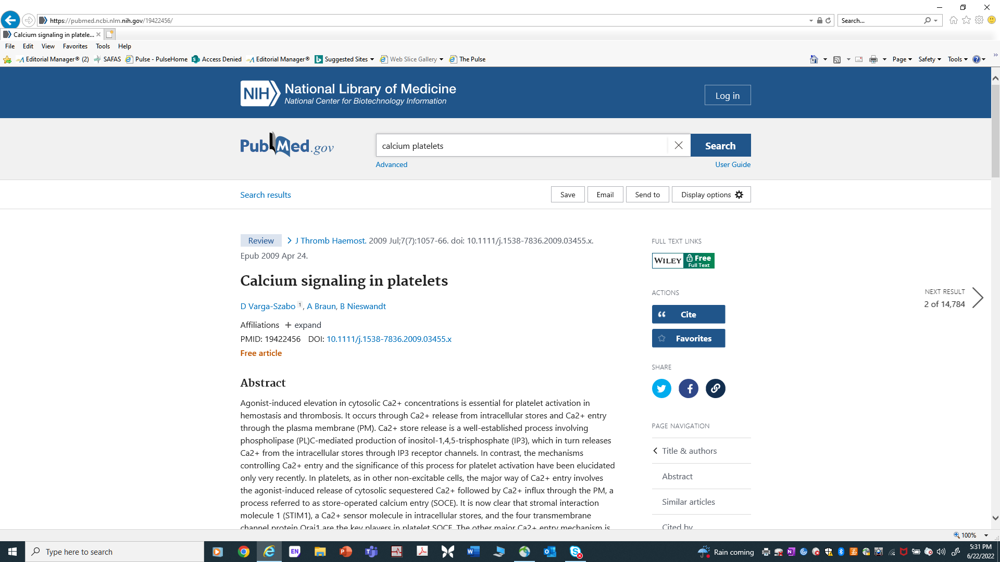 https://pubmed.ncbi.nlm.nih.gov/19422456/
Search...
Calcium signaling in platele...
File Edit View Favorites Tools Help
Editorial Manager® (2) SAFAS Pulse - PulseHome Access Denied Editorial Manager® Suggested Sites Web Slice Gallery The Pulse
Page Safety Tools
NIH National Library of Medicine
National Center for Biotechnology Information
Log in
PubMed.gov
calcium platelets
Search
Advanced
User Guide
Search results
Save Email Send to Display options
Review J Thromb Haemost. 2009 Jul;7(7):1057-66. doi: 10.1111/j.1538-7836.2009.03455.x.
Epub 2009 Apr 24.
Calcium signaling in platelets
D Varga-Szabo 1, A Braun, B Nieswandt
Affiliations + expand
PMID: 19422456 DOI: 10.1111/j.1538-7836.2009.03455.x
Free article
Abstract
Agonist-induced elevation in cytosolic Ca2+ concentrations is essential for platelet activation in
hemostasis and thrombosis. It occurs through Ca2+ release from intracellular stores and Ca2+ entry
through the plasma membrane (PM). Ca2+ store release is a well-established process involving
phospholipase (PL)C-mediated production of inositol-1,4,5-trisphosphate (IP3), which in turn releases
Ca2+ from the intracellular stores through IP3 receptor channels. In contrast, the mechanisms
controlling Ca2+ entry and the significance of this process for platelet activation have been elucidated
only very recently. In platelets, as in other non-excitable cells, the major way of Ca2+ entry involves
the agonist-induced release of cytosolic sequestered Ca2+ followed by Ca2+ influx through the PM, a
process referred to as store-operated calcium entry (SOCE). It is now clear that stromal interaction
molecule 1 (STIM1), a Ca2+ sensor molecule in intracellular stores, and the four transmembrane
channel protein Orai1 are the key players in platelet SOCE. The other major Ca2+ entry mechanism is
FULL TEXT LINKS
WILEY Free
Full Text
ACTIONS
Cite
Favorites
SHARE
PAGE NAVIGATION
Title & authors
Abstract
Similar articles
Cited by
NEXT RESULT
2 of 14,784
100%
Type here to search
EN
Rain coming
5:31 PM
6/22/2022